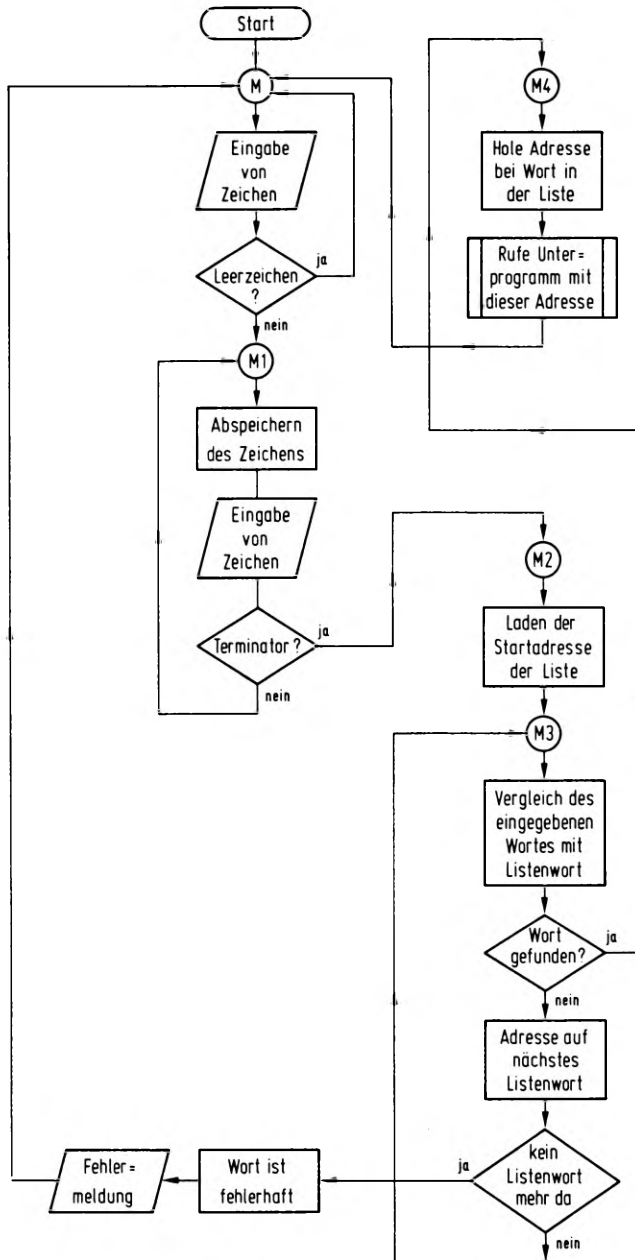 Start
M
Eingabe
von
Zeichen
Leerzeichen
?
ja
nein
M1
Abspeichern
des Zeichens
Eingabe
von
Zeichen
Terminator ?
ja
nein
M4
Hole Adresse
bei Wort in
der Liste
Rufe Unter=
programm mit
dieser Adresse
M2
Laden der
Startadresse
der Liste
M3
Vergleich des
eingegebenen
Wortes mit
Listenwort
Wort
gefunden?
ja
nein
Adresse auf
nächstes
Listenwort
kein
Listenwort
mehr da
ja
nein
Wort ist
fehlerhaft
Fehler=
meldung